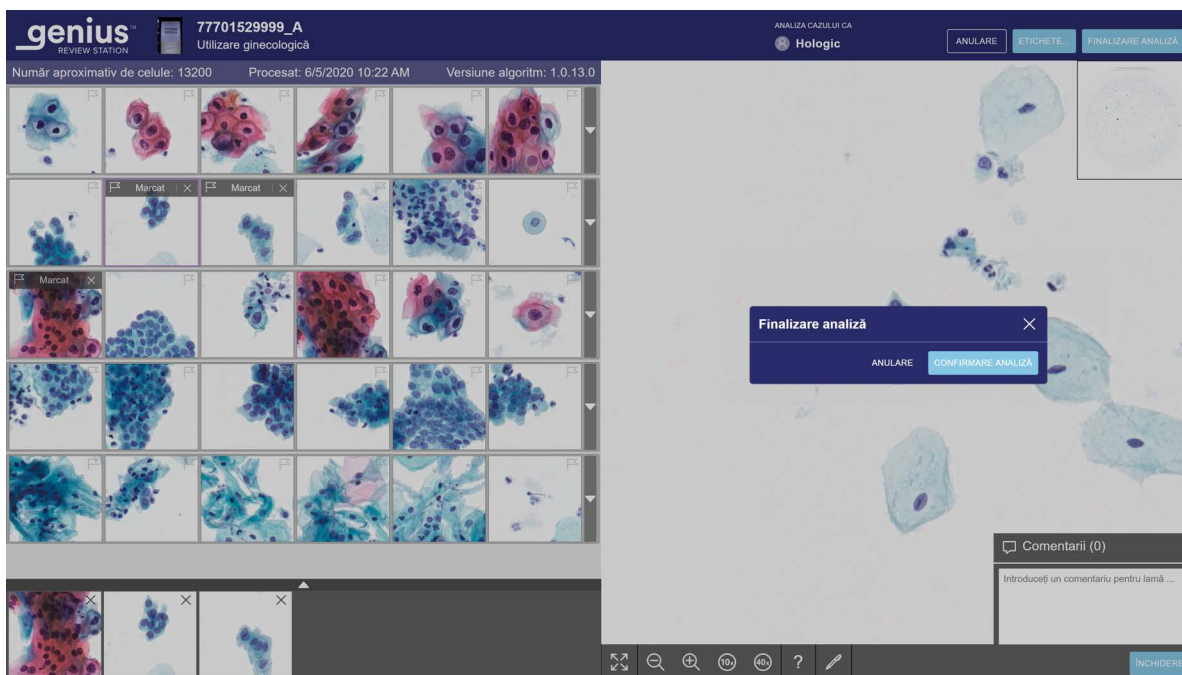 genius™
REVIEW STATION
77701529999_A
Utilizare ginecologică
ANALIZA CAZULUI CA
Hologic
ANULARE
ETICHETE...
FINALIZARE ANALIZĂ
Număr aproximativ de celule: 13200
Procesat: 6/5/2020 10:22 AM
Versiune algoritm: 1.0.13.0
Marcat
Marcat
Marcat
Finalizare analiză
ANULARE
CONFIRMARE ANALIZĂ
Comentarii (0)
Introduceți un comentariu pentru lamă ...
10x
40x
?
ÎNCHIDERE